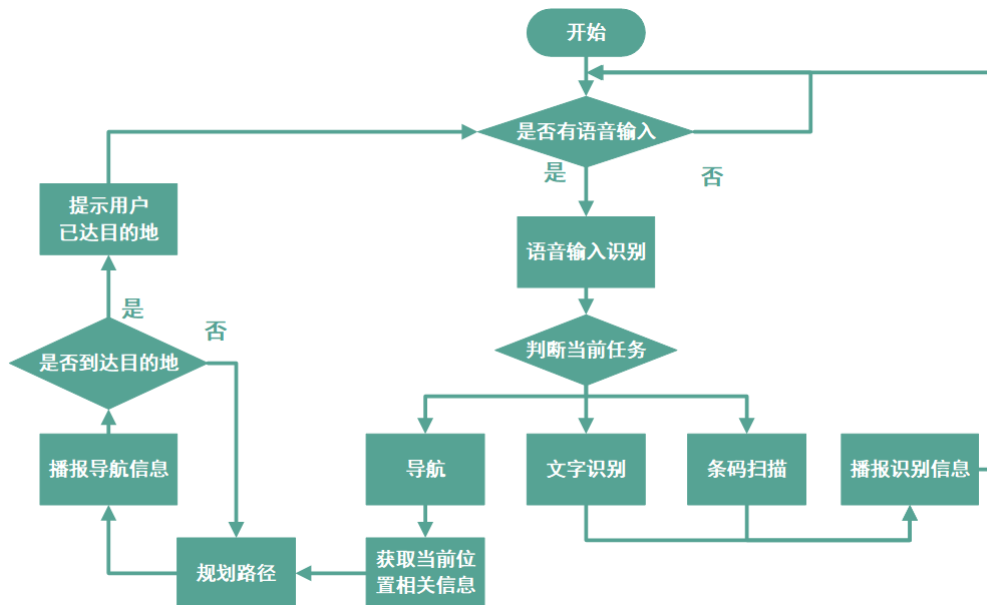 开始
是否有语音输入
是
否
提示用户
已达目的地
语音输入识别
是
否
是否到达目的地
判断当前任务
播报导航信息
导航
文字识别
条码扫描
播报识别信息
规划路径
获取当前位
置相关信息